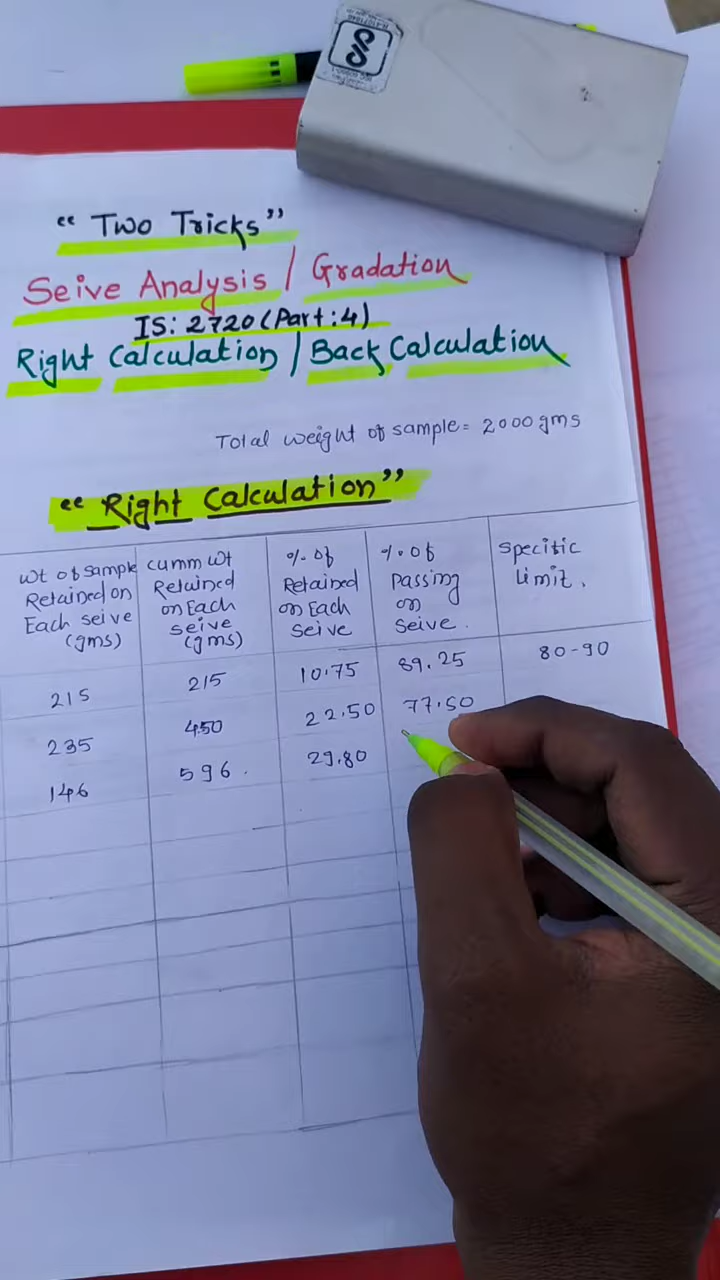 “ Two Tricks ”
Seive Analysis / Gradation
IS: 2720 (Part:4)
Right Calculation / Back Calculation
Total weight of sample = 2000 gms
“ Right Calculation ”
Wt of sample Retained on Each seive (gms)
cumm wt Retained on Each seive (gms)
% of Retained on Each Seive
% of Passing on Seive.
Specific Limit.
215 215 10.75 89.25 80-90
235 450 22.50 77.50
146 596. 29.80